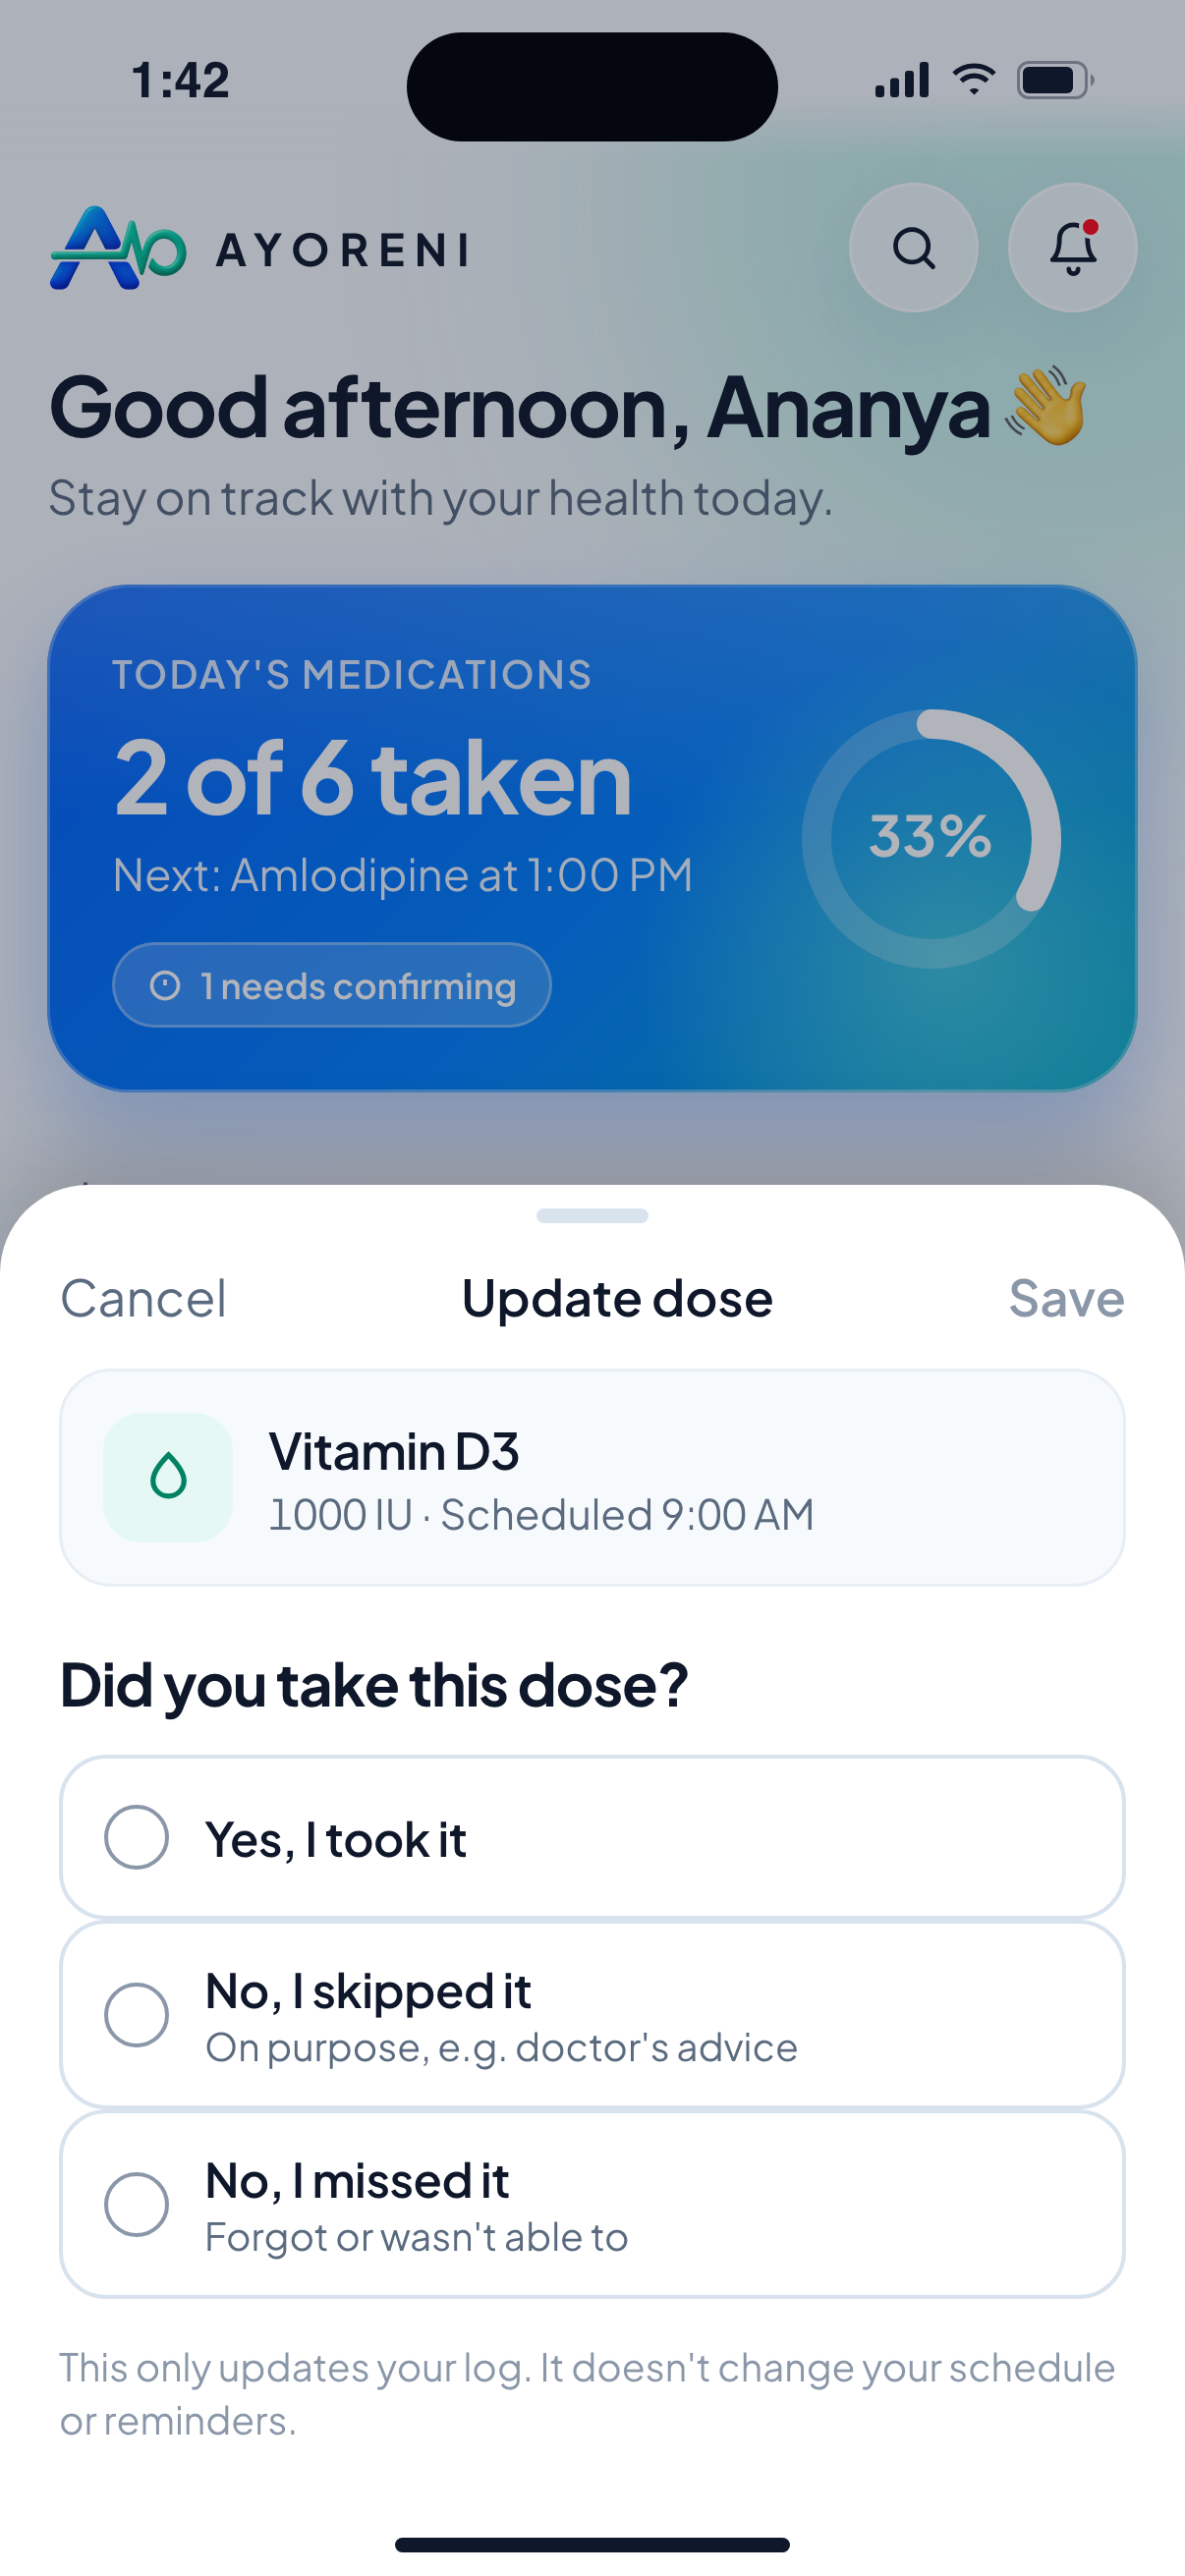 1:42
AYORENI
Good afternoon, Ananya 👋
Stay on track with your health today.
TODAY'S MEDICATIONS
2 of 6 taken
33%
Next: Amlodipine at 1:00 PM
1 needs confirming
Cancel
Update dose
Save
Vitamin D3
1000 IU · Scheduled 9:00 AM
Did you take this dose?
Yes, I took it
No, I skipped it
On purpose, e.g. doctor's advice
No, I missed it
Forgot or wasn't able to
This only updates your log. It doesn't change your schedule
or reminders.